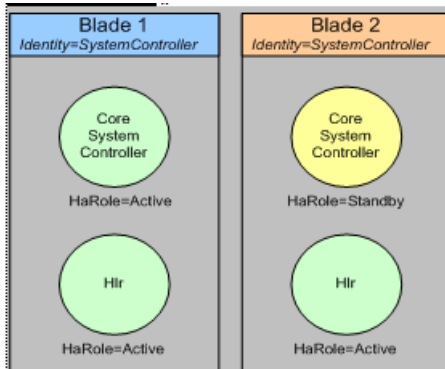 Blade 1
Identity=SystemController
Core
System
Controller
HaRole=Active
Hlr
HaRole=Active
Blade 2
Identity=SystemController
Core
System
Controller
HaRole=Standby
Hlr
HaRole=Active